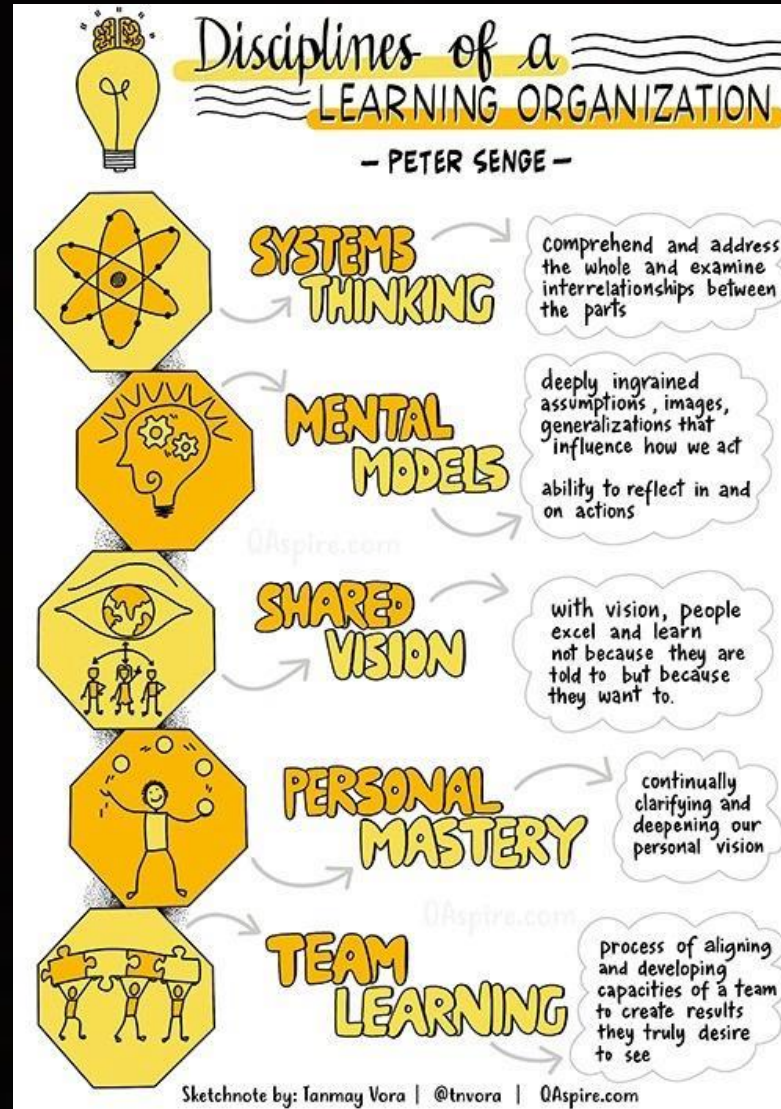 Disciplines of a
LEARNING ORGANIZATION
- PETER SENGE -
SYSTEMS
THINKING
comprehend and address
the whole and examine
interrelationships between
the parts
MENTAL
MODELS
deeply ingrained
assumptions, images,
generalizations that
influence how we act
ability to reflect in and
on actions
QAspire.com
SHARED
VISION
with vision, people
excel and learn
not because they are
told to but because
they want to.
PERSONAL
MASTERY
continually
clarifying and
deepening our
personal vision
QAspire.com
TEAM
LEARNING
process of aligning
and developing
capacities of a team
to create results
they truly desire
to see
Sketchnote by: Tanmay Vora | @tnvora | QAspire.com